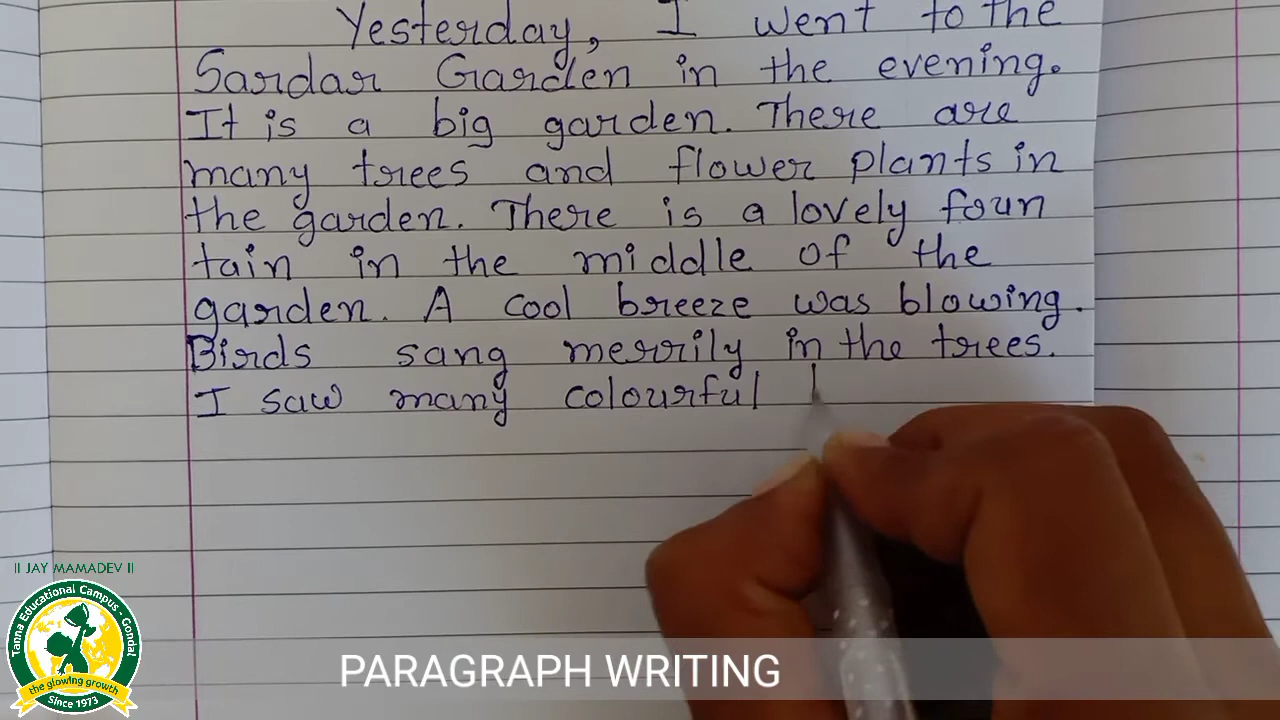 Yesterday, I went to the
Sardar Garden in the evening.
It is a big garden. There are
many trees and flower plants in
the garden. There is a lovely foun
tain in the middle of the
garden. A cool breeze was blowing.
Birds sang merrily in the trees.
I saw many colourful
॥ JAY MAMADEV ॥
Tanna Educational Campus - Gondal
the glowing growth
Since 1973
PARAGRAPH WRITING